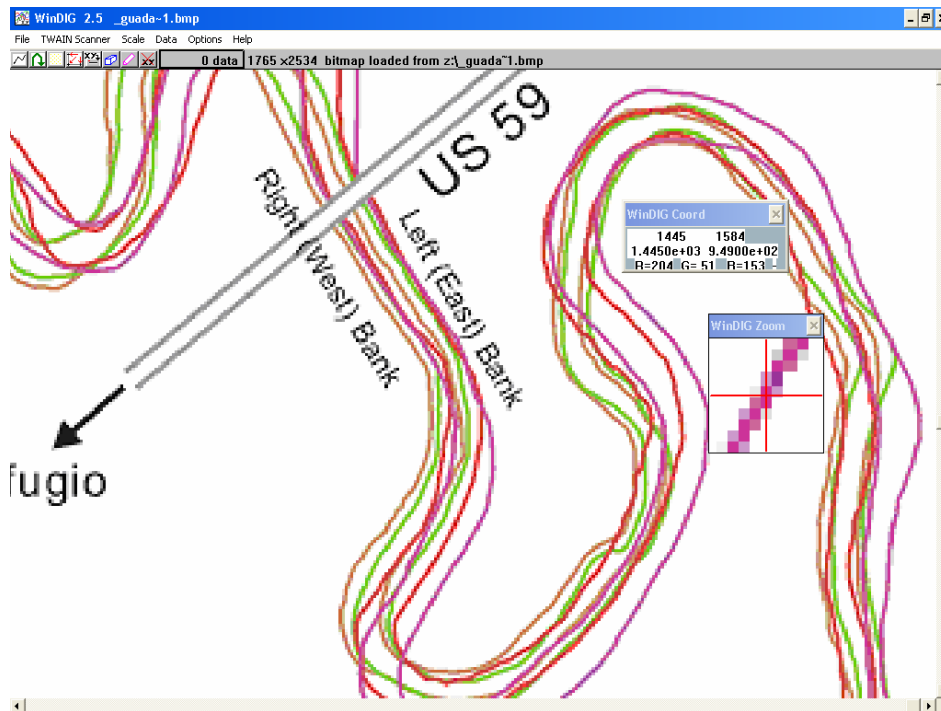 WinDIG 2.5 _guada~1.bmp
File TWAIN Scanner Scale Data Options Help
0 data 1765 x2534 bitmap loaded from z:\_guada~1.bmp
US 59
Right (West) Bank
Left (East) Bank
fugio
WinDIG Coord
1445 1584
1.4450e+03 9.4900e+02
R=204 G= 51 B=153
WinDIG Zoom